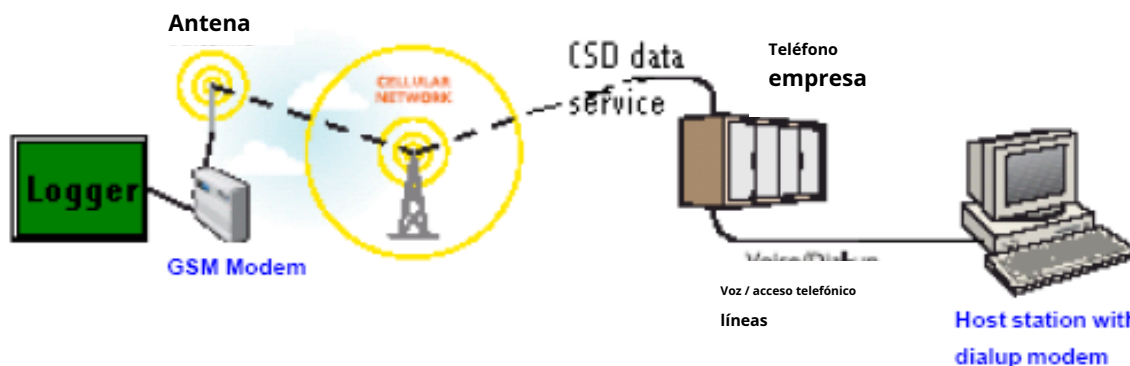 Antena
CELLULAR
NETWORK
CSD data
service
Teléfono
empresa
Logger
GSM Modem
Voz / acceso telefónico
líneas
Host station with
dialup modem